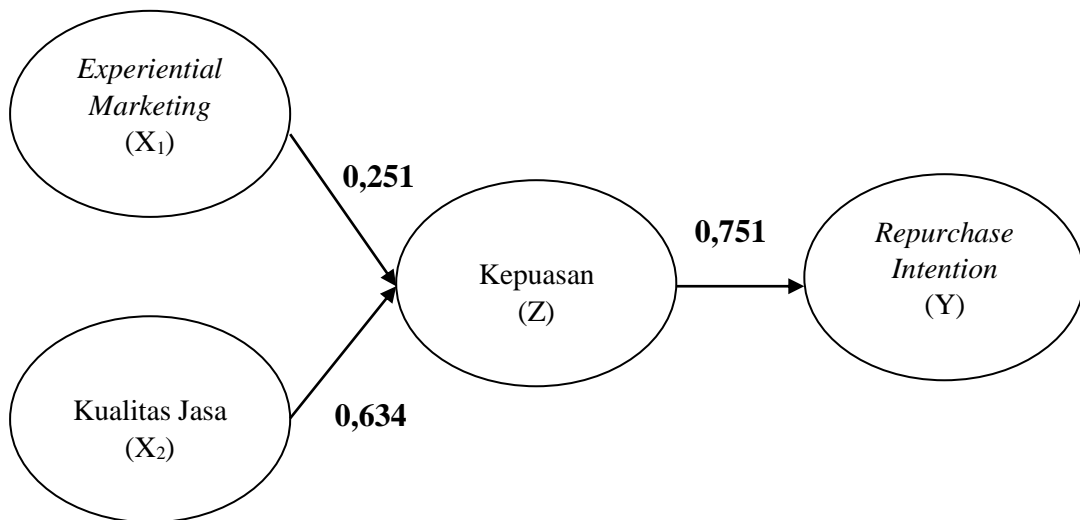 Experiential
Marketing
(X₁)
0,251
Kualitas Jasa
(X₂)
0,634
Kepuasan
(Z)
0,751
Repurchase
Intention
(Y)